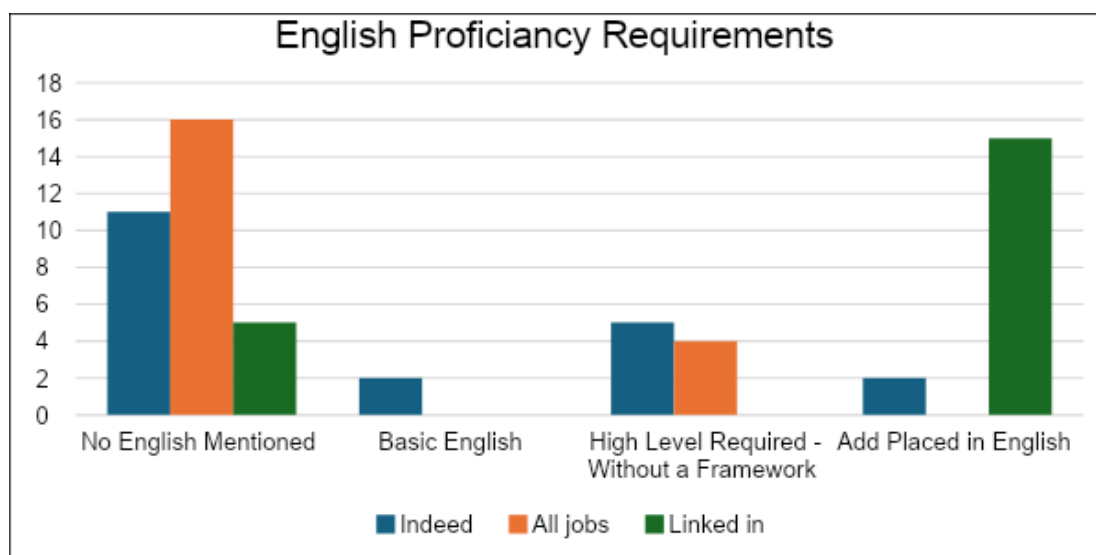 English Proficiancy Requirements
18
16
14
12
10
8
6
4
2
0
No English Mentioned
Basic English
High Level Required -
Without a Framework
Add Placed in English
Indeed
All jobs
Linked in